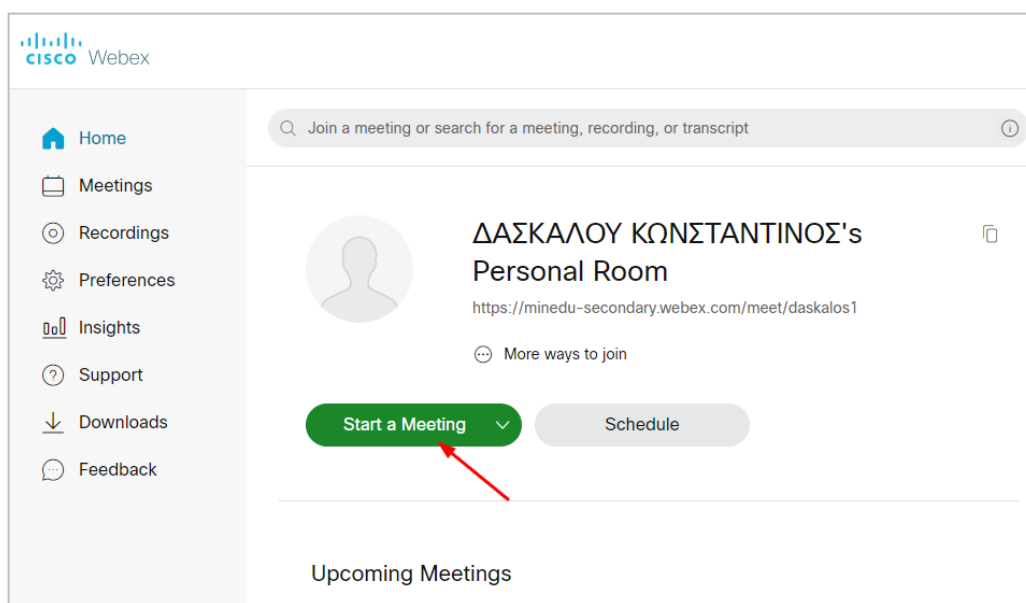 CISCO Webex
Join a meeting or search for a meeting, recording, or transcript
Home
Meetings
Recordings
Preferences
Insights
Support
Downloads
Feedback
ΔΑΣΚΑΛΟΥ ΚΩΝΣΤΑΝΤΙΝΟΣ's
Personal Room
https://minedu-secondary.webex.com/meet/daskalos1
More ways to join
Start a Meeting
Schedule
Upcoming Meetings